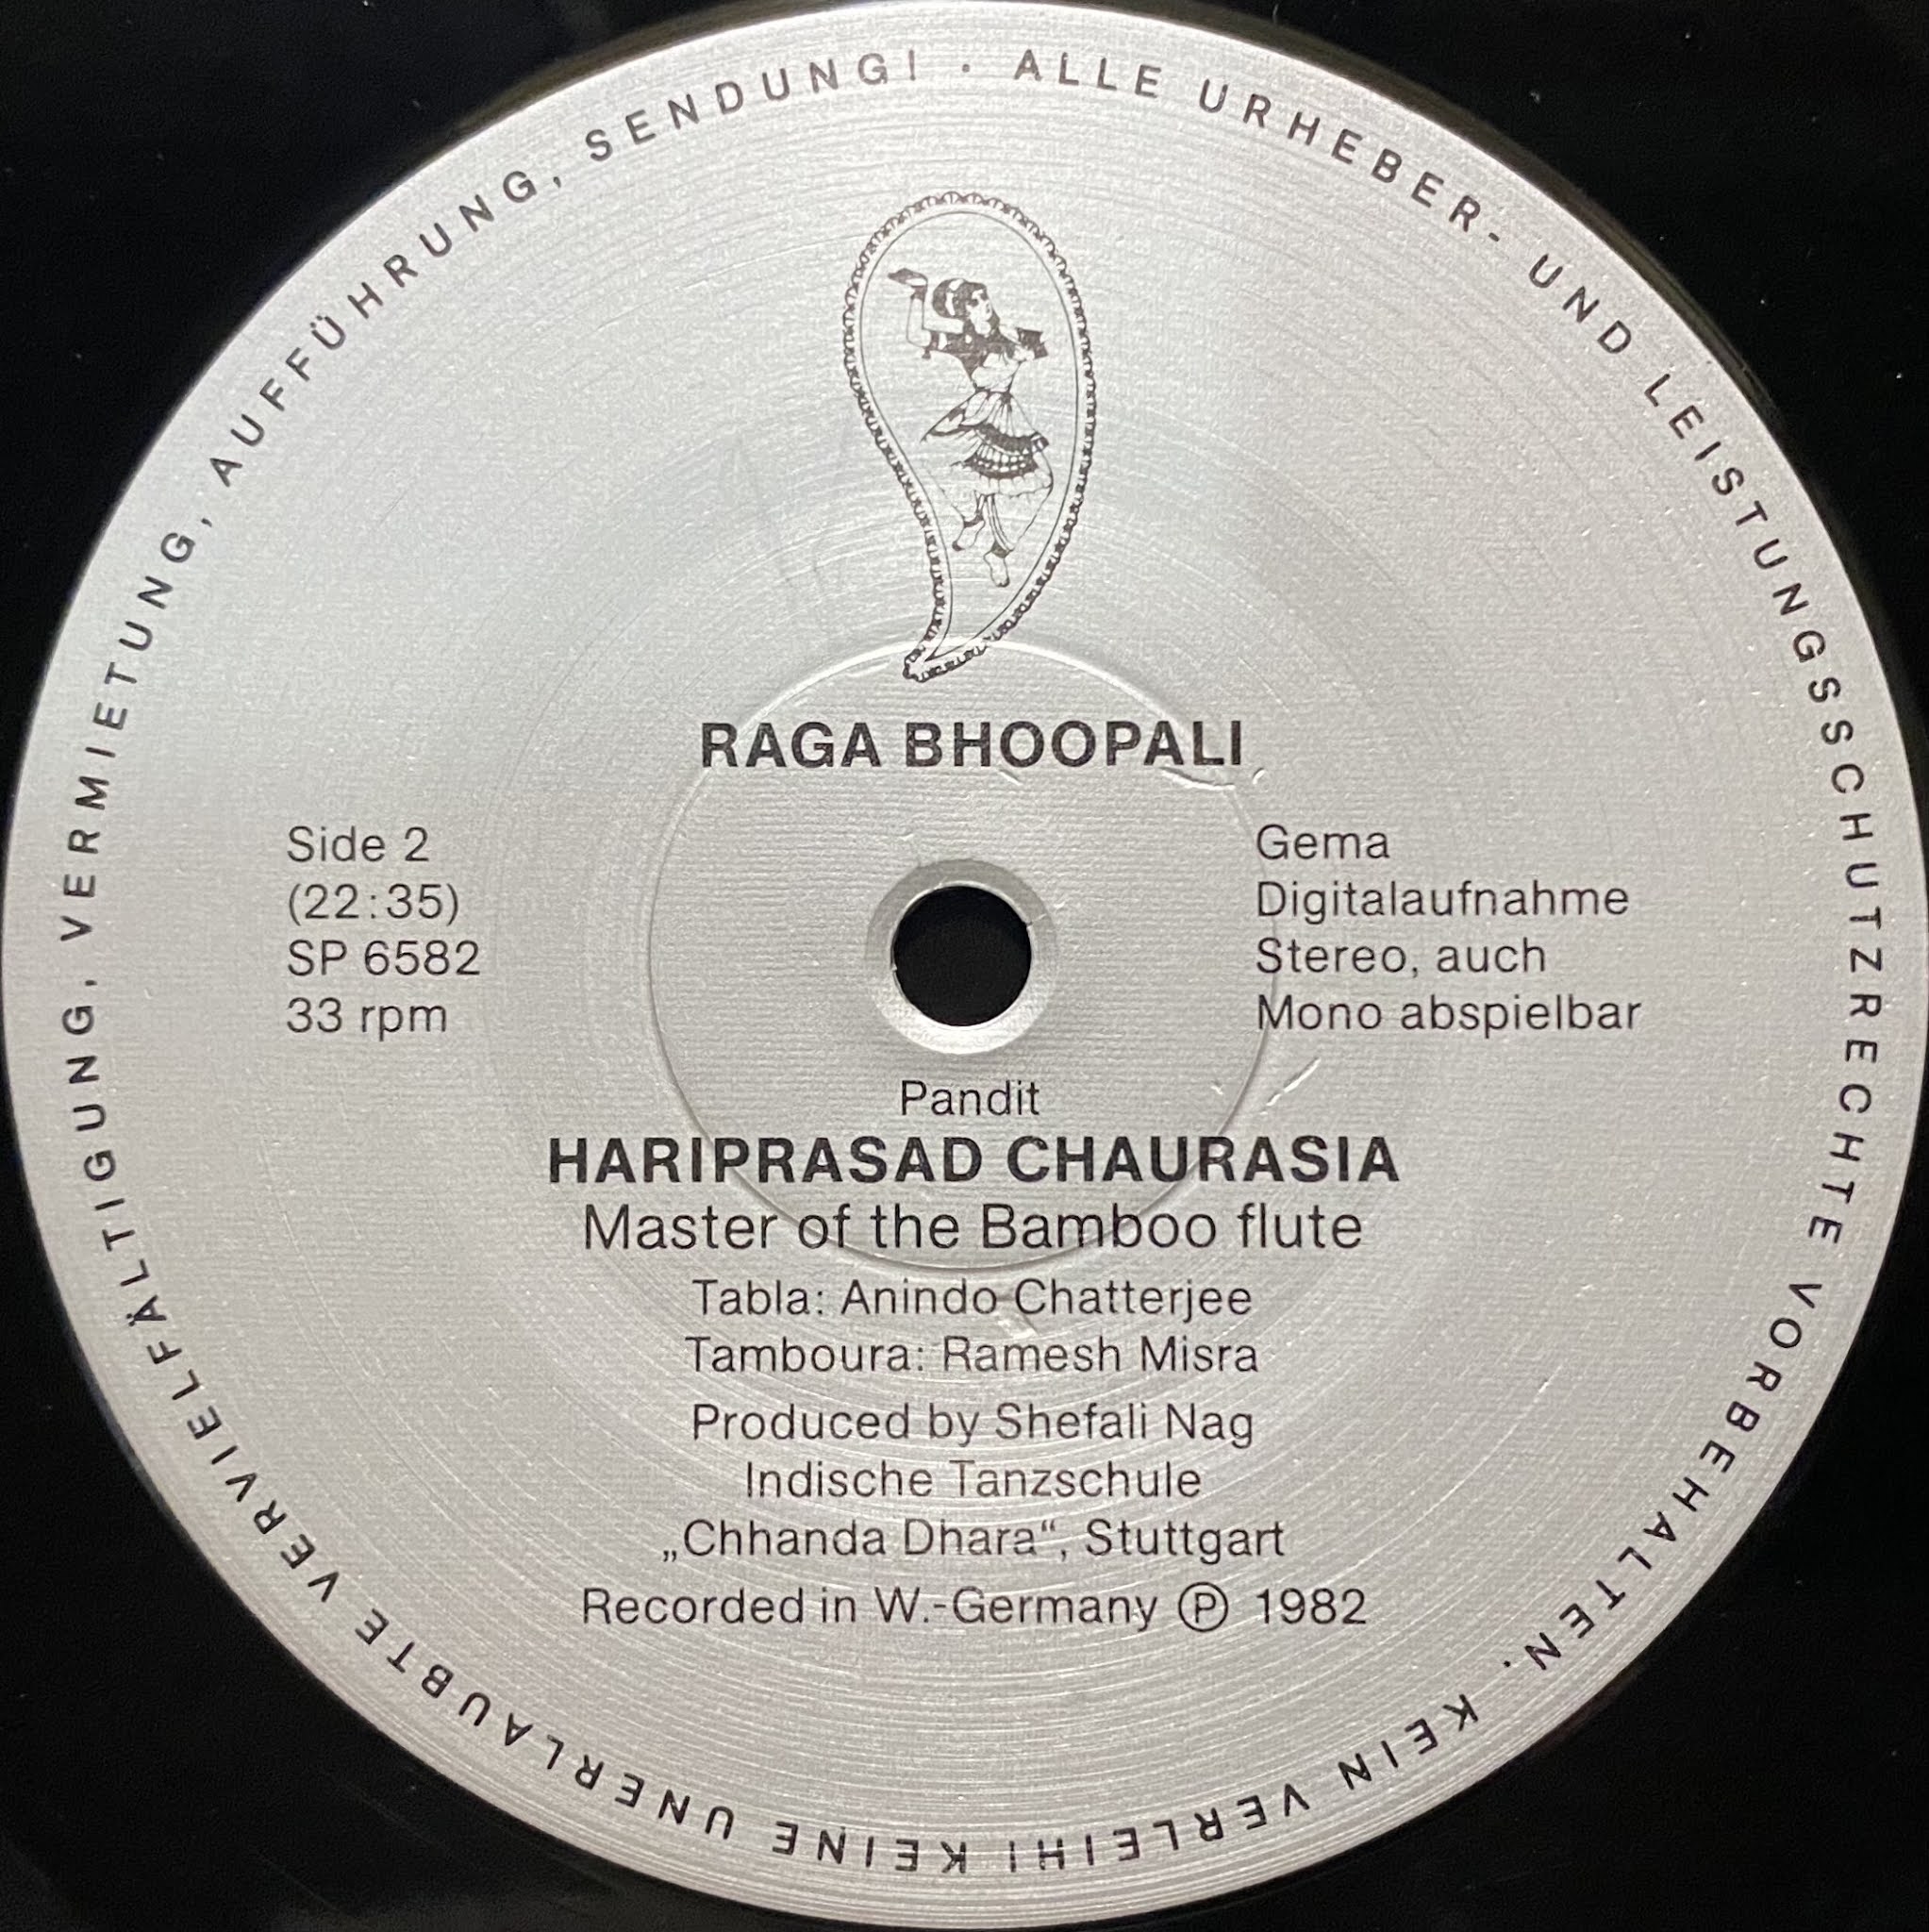 ALLE URHEBER- UND LEISTUNGSSCHUTZRECHTE VORBEHALTEN. KEIN VERLEIH! KEINE UNERLAUBTE VERVIELFÄLTIGUNG, VERMIETUNG, AUFFÜHRUNG, SENDUNG! ·
RAGA BHOOPALI
Side 2
(22:35)
SP 6582
33 rpm
Gema
Digitalaufnahme
Stereo, auch
Mono abspielbar
Pandit
HARIPRASAD CHAURASIA
Master of the Bamboo flute
Tabla: Anindo Chatterjee
Tamboura: Ramesh Misra
Produced by Shefali Nag
Indische Tanzschule
„Chhanda Dhara“, Stuttgart
Recorded in W.-Germany Ⓟ 1982